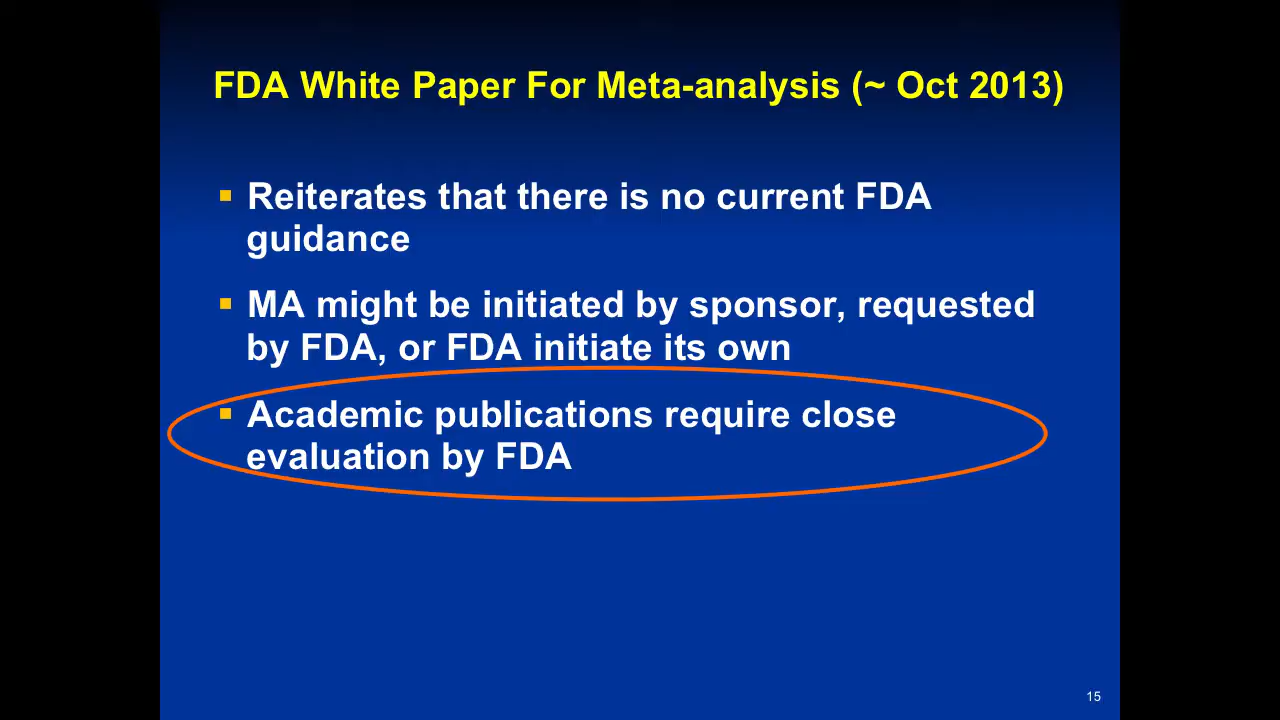 FDA White Paper For Meta-analysis (~ Oct 2013)
Reiterates that there is no current FDA
guidance
MA might be initiated by sponsor, requested
by FDA, or FDA initiate its own
Academic publications require close
evaluation by FDA
15